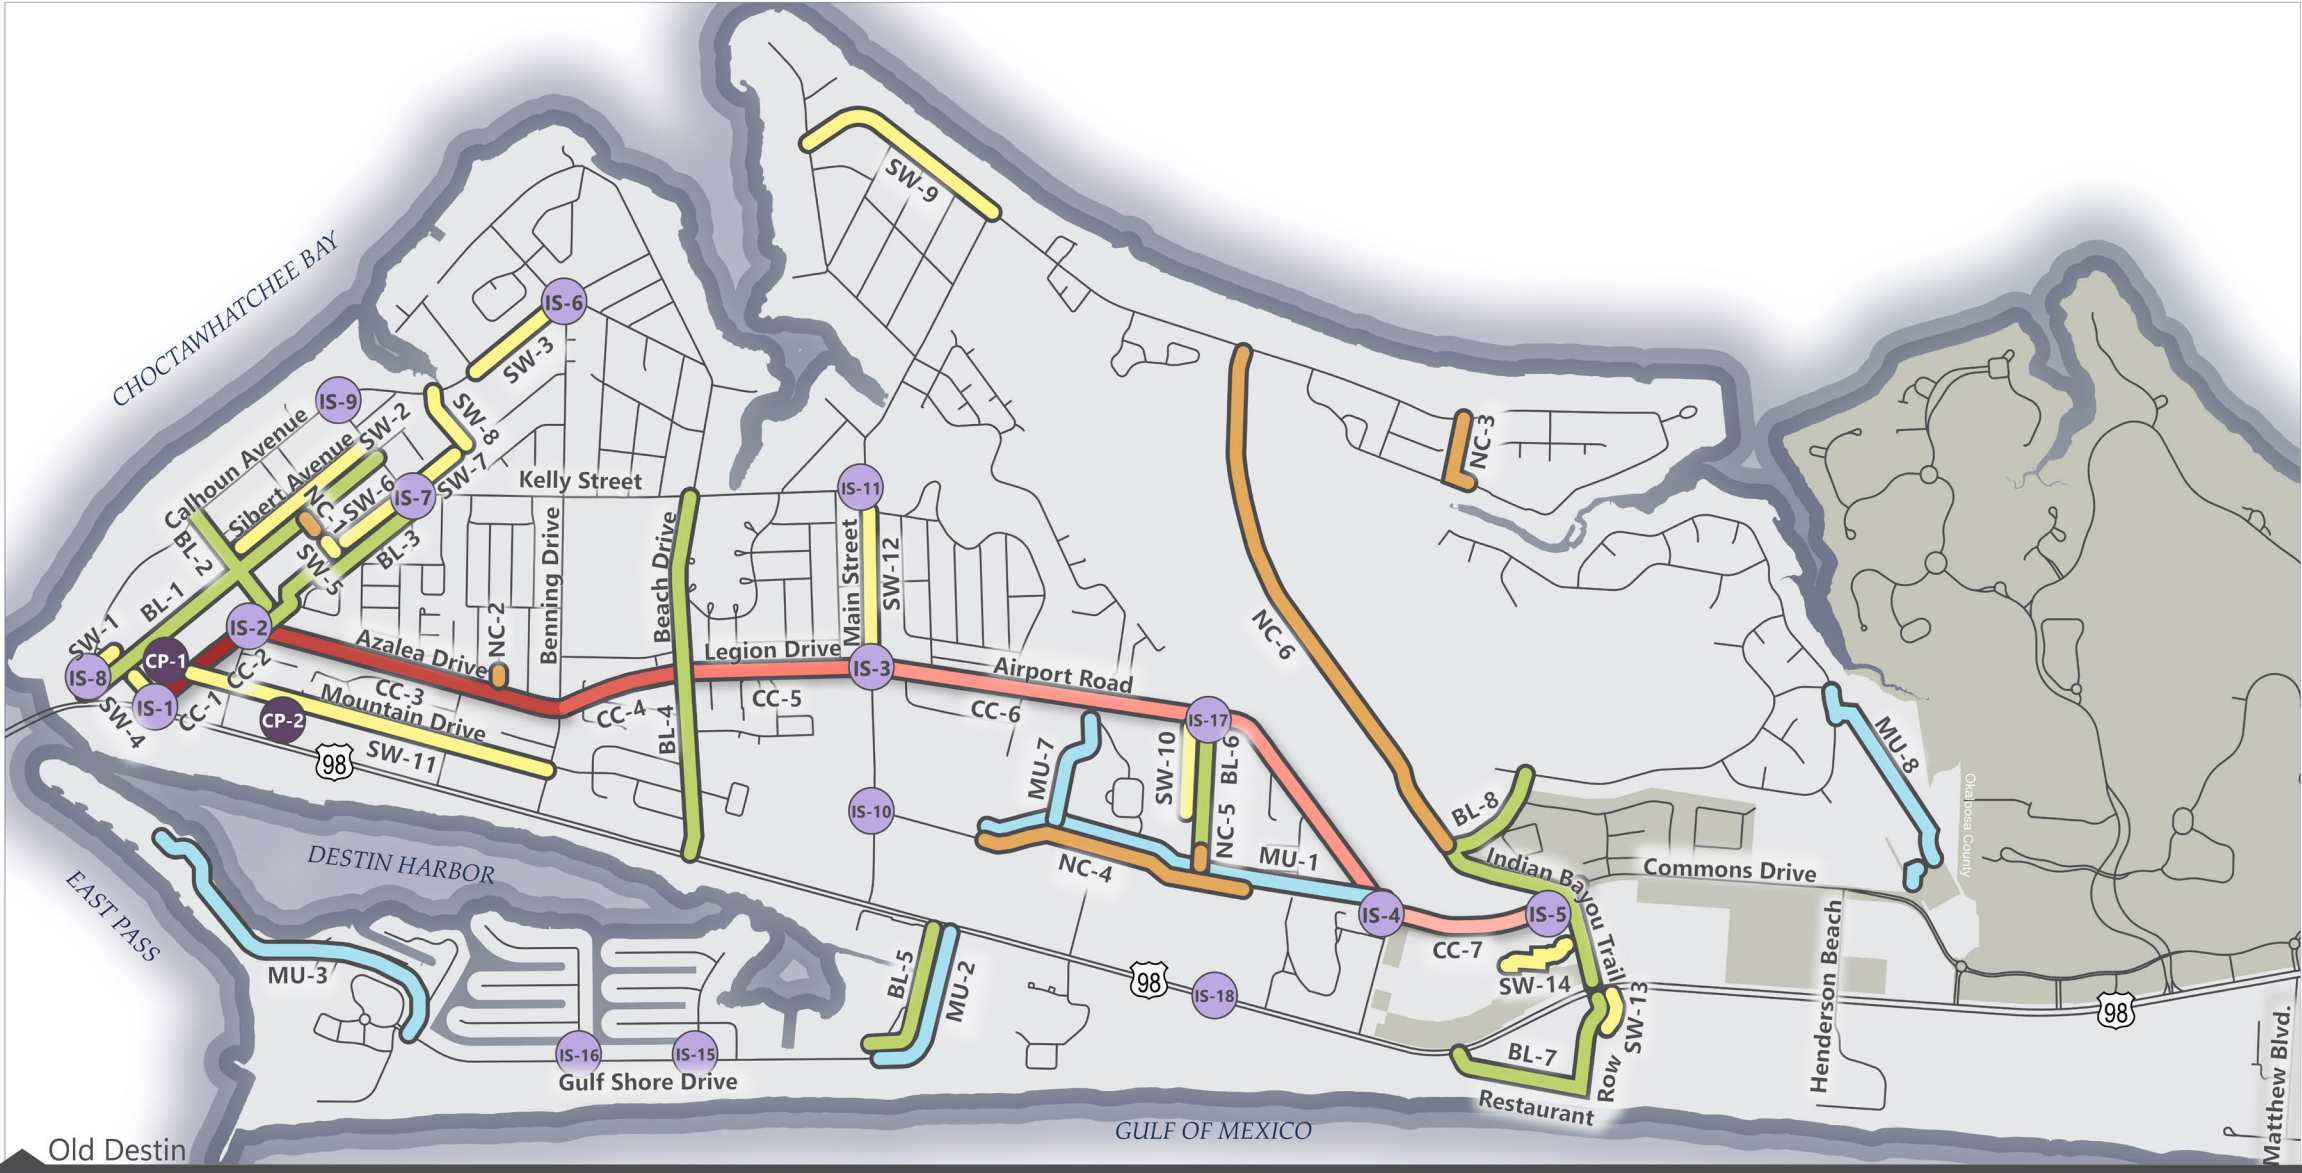 CHOCTAWHATCHEE BAY
SW-9
IS-6
SW-3
IS-9
SW-2
SW-8
Calhoun Avenue
Sibert Avenue
NC-1
SW-6
IS-7
SW-7
Kelly Street
IS-11
NC-3
BL-2
SW-5
BL-3
BL-1
SW-1
IS-2
CP-1
IS-8
SW-4
IS-1
CC-1
CC-2
Azalea Drive
CC-3
NC-2
Benning Drive
Beach Drive
Main Street
SW-12
Legion Drive
IS-3
Airport Road
NC-6
CP-2
Mountain Drive
SW-11
98
CC-4
BL-4
CC-5
CC-6
IS-17
MU-7
SW-10
BL-6
NC-5
MU-8
Okaloosa County
IS-10
BL-8
MU-1
NC-4
Indian Bayou Trail
Commons Drive
DESTIN HARBOR
EAST PASS
IS-4
IS-5
CC-7
SW-14
Henderson Beach
MU-3
BL-5
MU-2
98
IS-18
SW-13
98
IS-16
IS-15
Gulf Shore Drive
BL-7
Restaurant
Row
Matthew Blvd.
GULF OF MEXICO
Old Destin